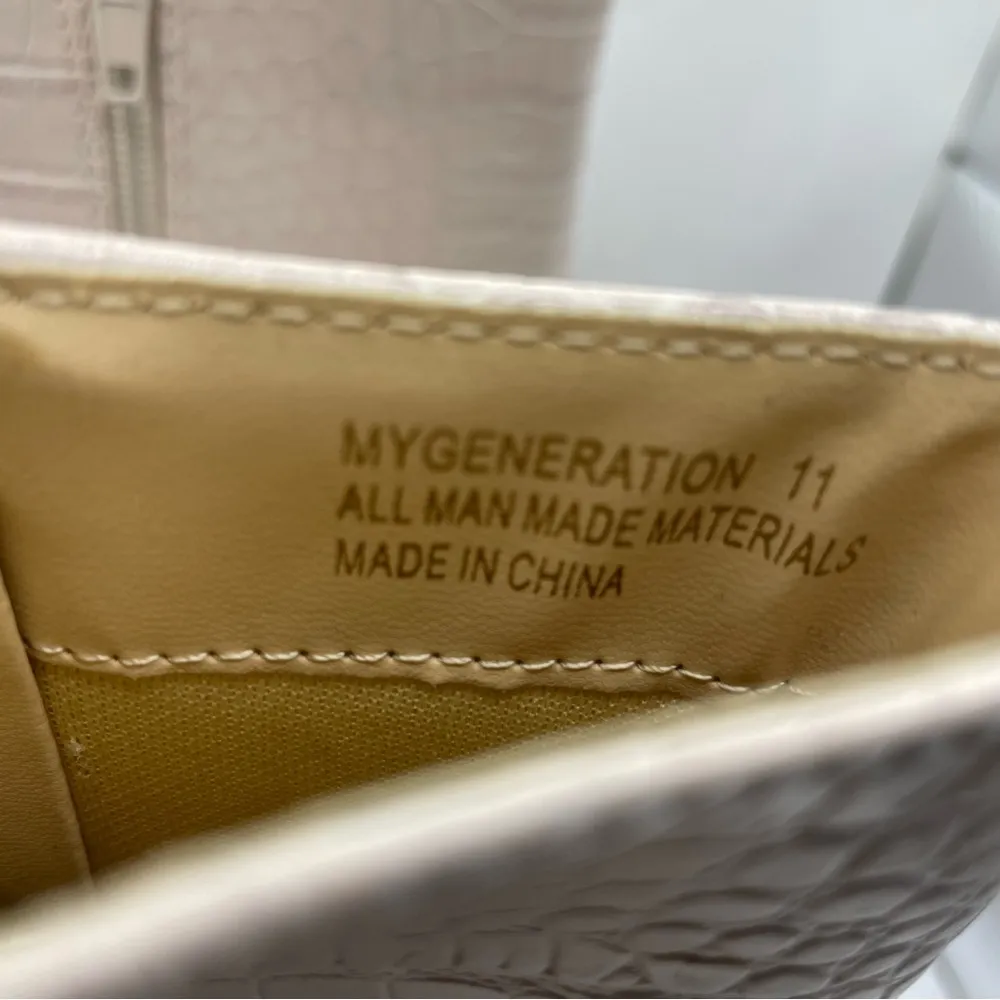 MYGENERATION 11
ALL MAN MADE MATERIALS
MADE IN CHINA